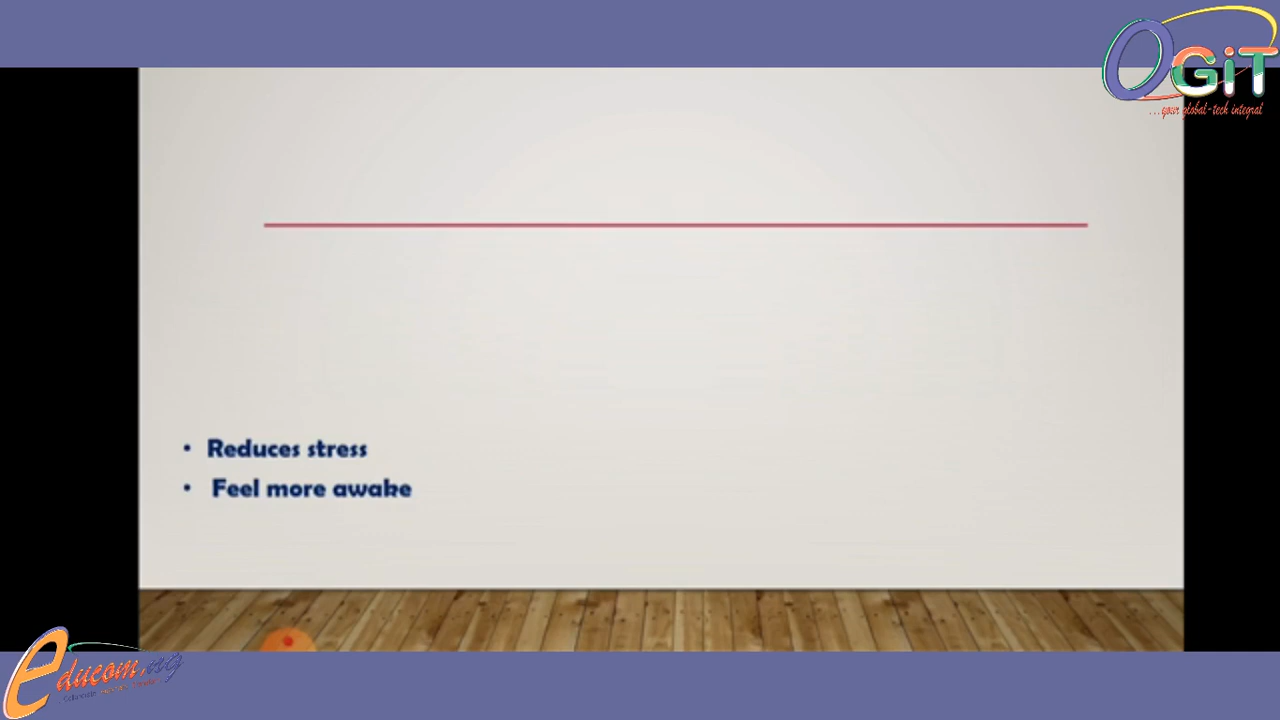 OGiT
...your global-tech integral
• Reduces stress
• Feel more awake
educom.ng